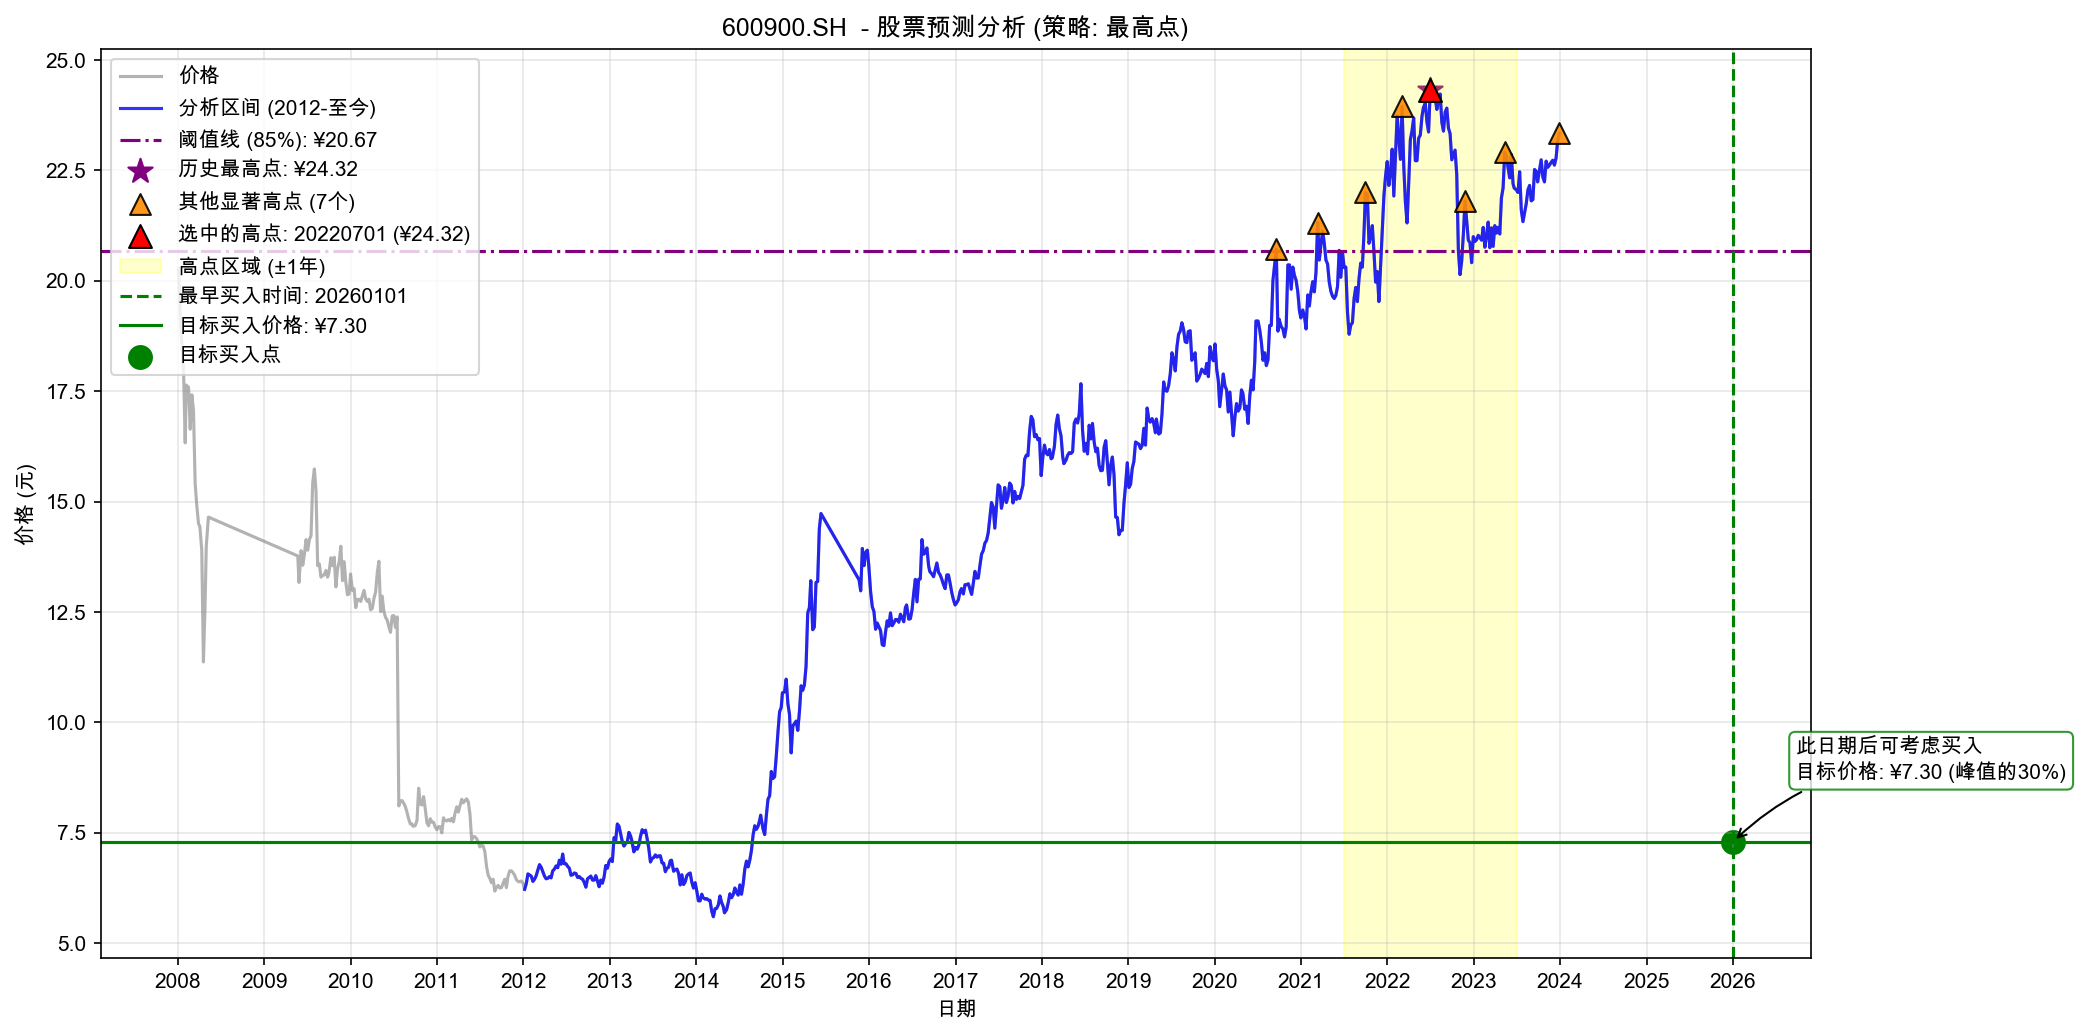 600900.SH - 股票预测分析 (策略: 最高点)
25.0
22.5
20.0
17.5
15.0
12.5
10.0
7.5
5.0
价格 (元)
价格
分析区间 (2012-至今)
阈值线 (85%): ¥20.67
历史最高点: ¥24.32
其他显著高点 (7个)
选中的高点: 20220701 (¥24.32)
高点区域 (±1年)
最早买入时间: 20260101
目标买入价格: ¥7.30
目标买入点
此日期后可考虑买入
目标价格: ¥7.30 (峰值的30%)
2008 2009 2010 2011 2012 2013 2014 2015 2016 2017 2018 2019 2020 2021 2022 2023 2024 2025 2026
日期